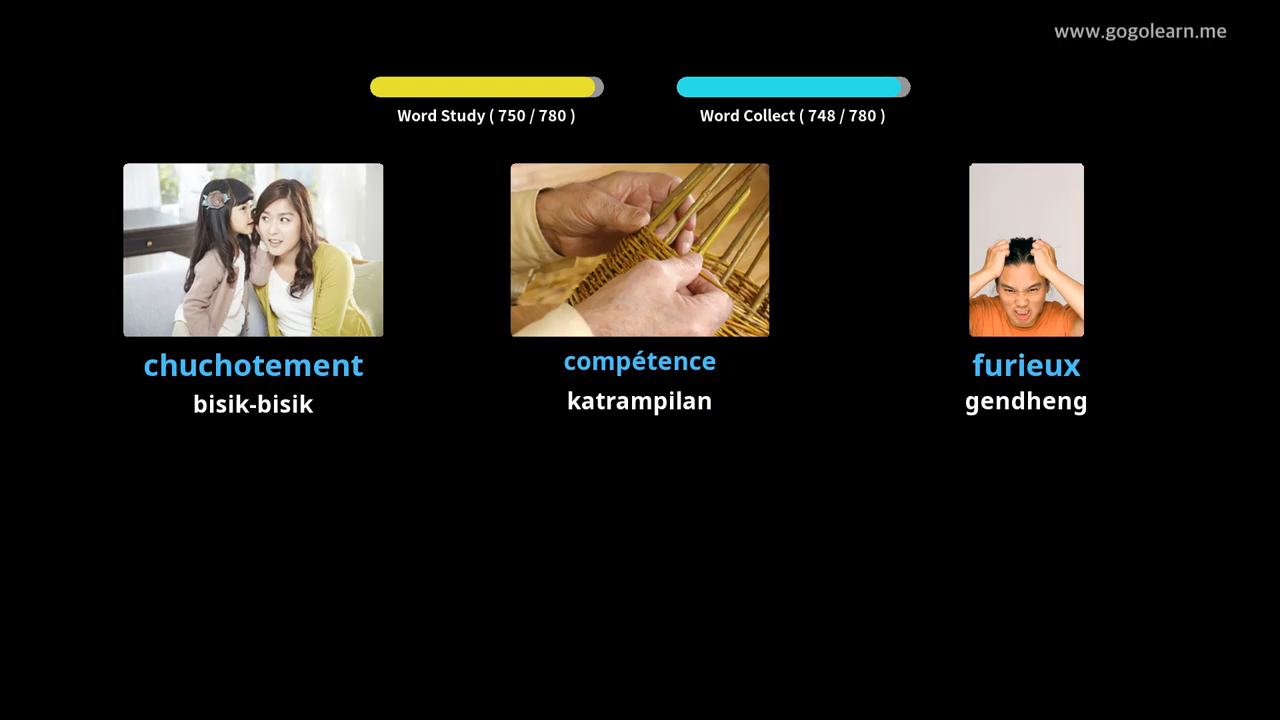 www.gogolearn.me
Word Study ( 750 / 780 )
Word Collect ( 748 / 780 )
chuchotement
bisik-bisik
compétence
katrampilan
furieux
gendheng